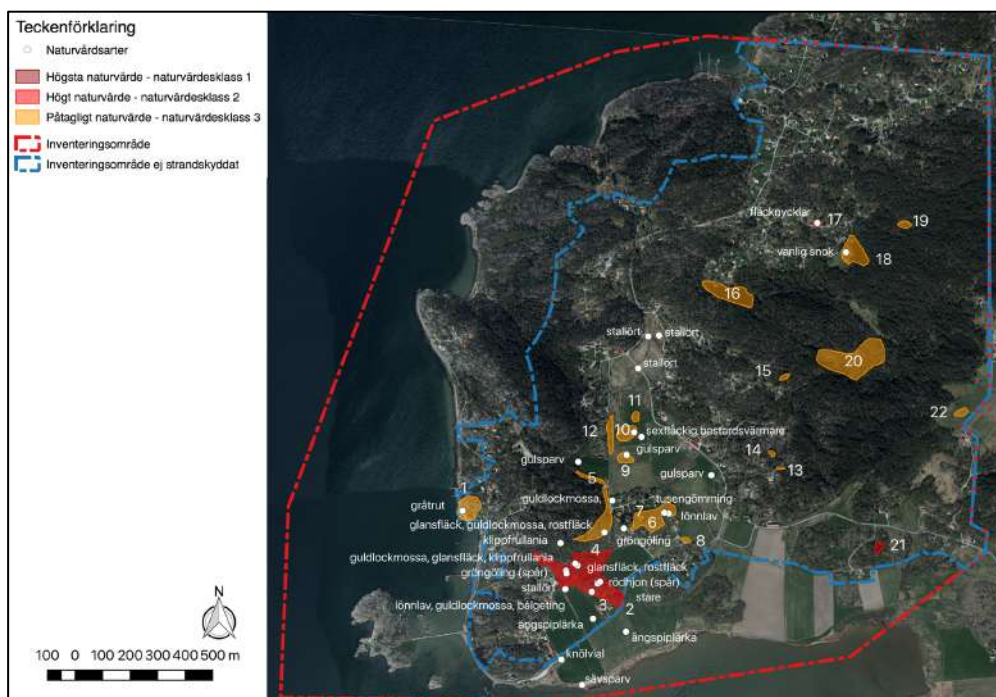 Teckenförklaring
Naturvårdsarter
Högsta naturvärde - naturvärdesklass 1
Högt naturvärde - naturvärdesklass 2
Påtagligt naturvärde - naturvärdesklass 3
Inventeringsområde
Inventeringsområde ej strandskyddat
fläcknycklar
17
19
vanlig snok
18
16
stallört
stallört
stallört
20
15
11
22
12
10
sexfläckig bastardsvärmare
gulsparv
14
gulsparv
9
13
5
gulsparv
1
guldlockmossa,
tusengömming
gråtrut
7
lönnlav
glansfläck, guldlockmossa, rostfläck
6
klippfrullania
gröngöling
8
4
21
guldlockmossa, glansfläck, klippfrullania
glansfläck, rostfläck
gröngöling (spår)
rödhjon (spår)
stallört
stare
lönnlav, guldlockmossa, bålgeting
3
2
ängspiplärka
ängspiplärka
knölvial
sävsparv
N
100 0 100 200 300 400 500 m